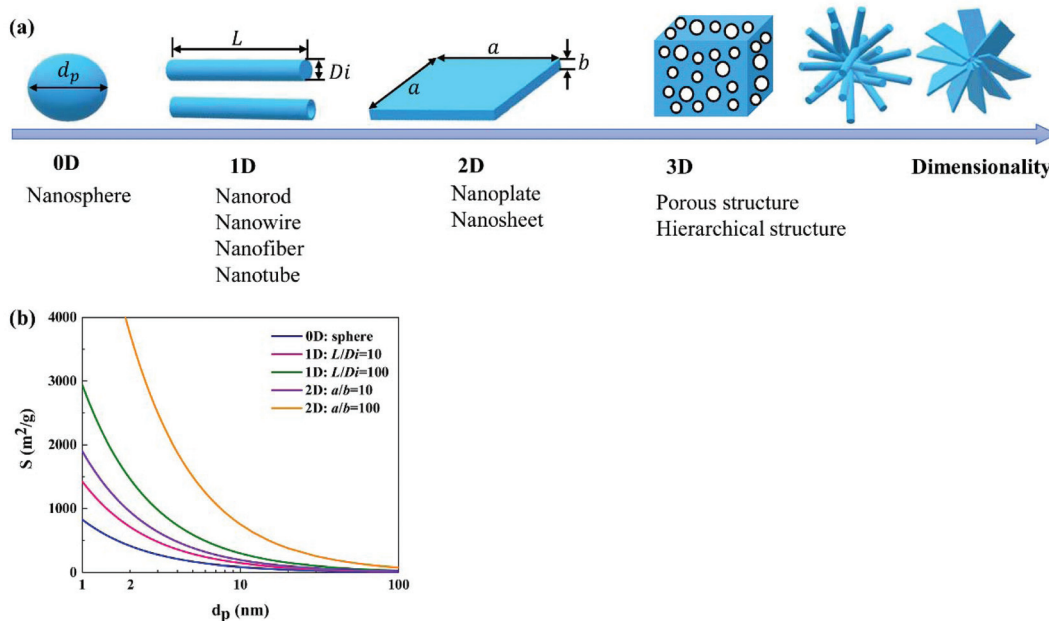 (a)
d_p
L
Di
a
a
b
0D
1D
2D
3D
Dimensionality
Nanosphere
Nanorod
Nanowire
Nanofiber
Nanotube
Nanoplate
Nanosheet
Porous structure
Hierarchical structure
(b)
4000
3000
2000
1000
0
S (m²/g)
0D: sphere
1D: L/Di=10
1D: L/Di=100
2D: a/b=10
2D: a/b=100
1 2 10 100
d_p (nm)